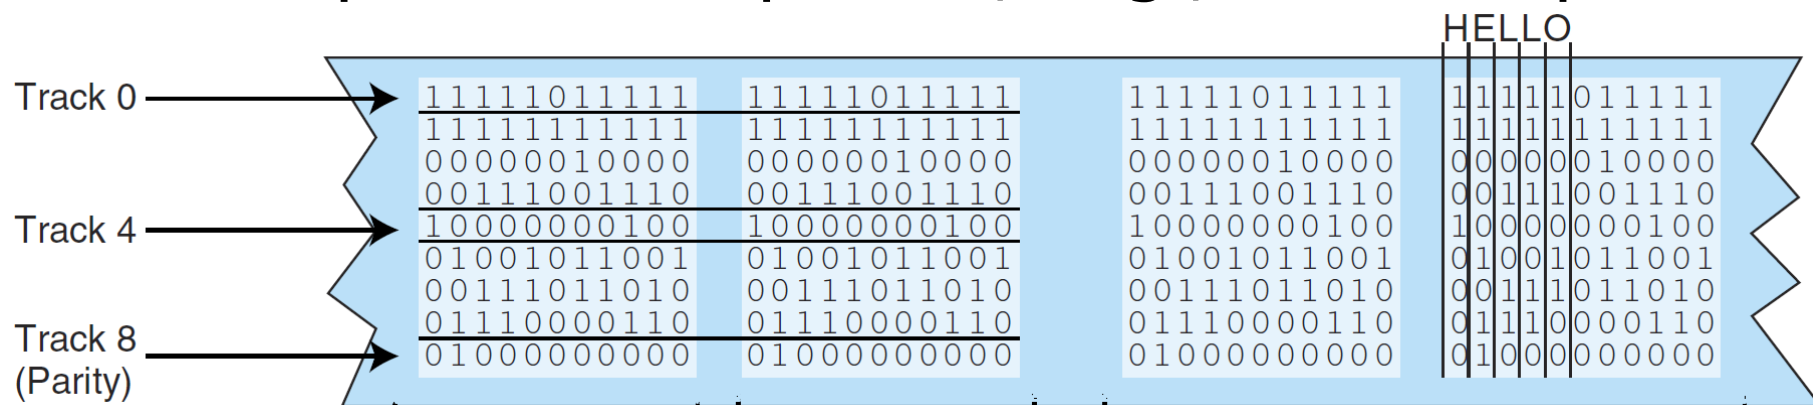 HELLO
Track 0
11111011111 11111011111 11111011111 11111011111
11111111111 11111111111 11111111111 11111111111
00000010000 00000010000 00000010000 00000010000
00111001110 00111001110 00111001110 00111001110
Track 4
10000000100 10000000100 10000000100 10000000100
01001011001 01001011001 01001011001 01001011001
00111011010 00111011010 00111011010 00111011010
01110000110 01110000110 01110000110 01110000110
Track 8
(Parity)
01000000000 01000000000 01000000000 01000000000